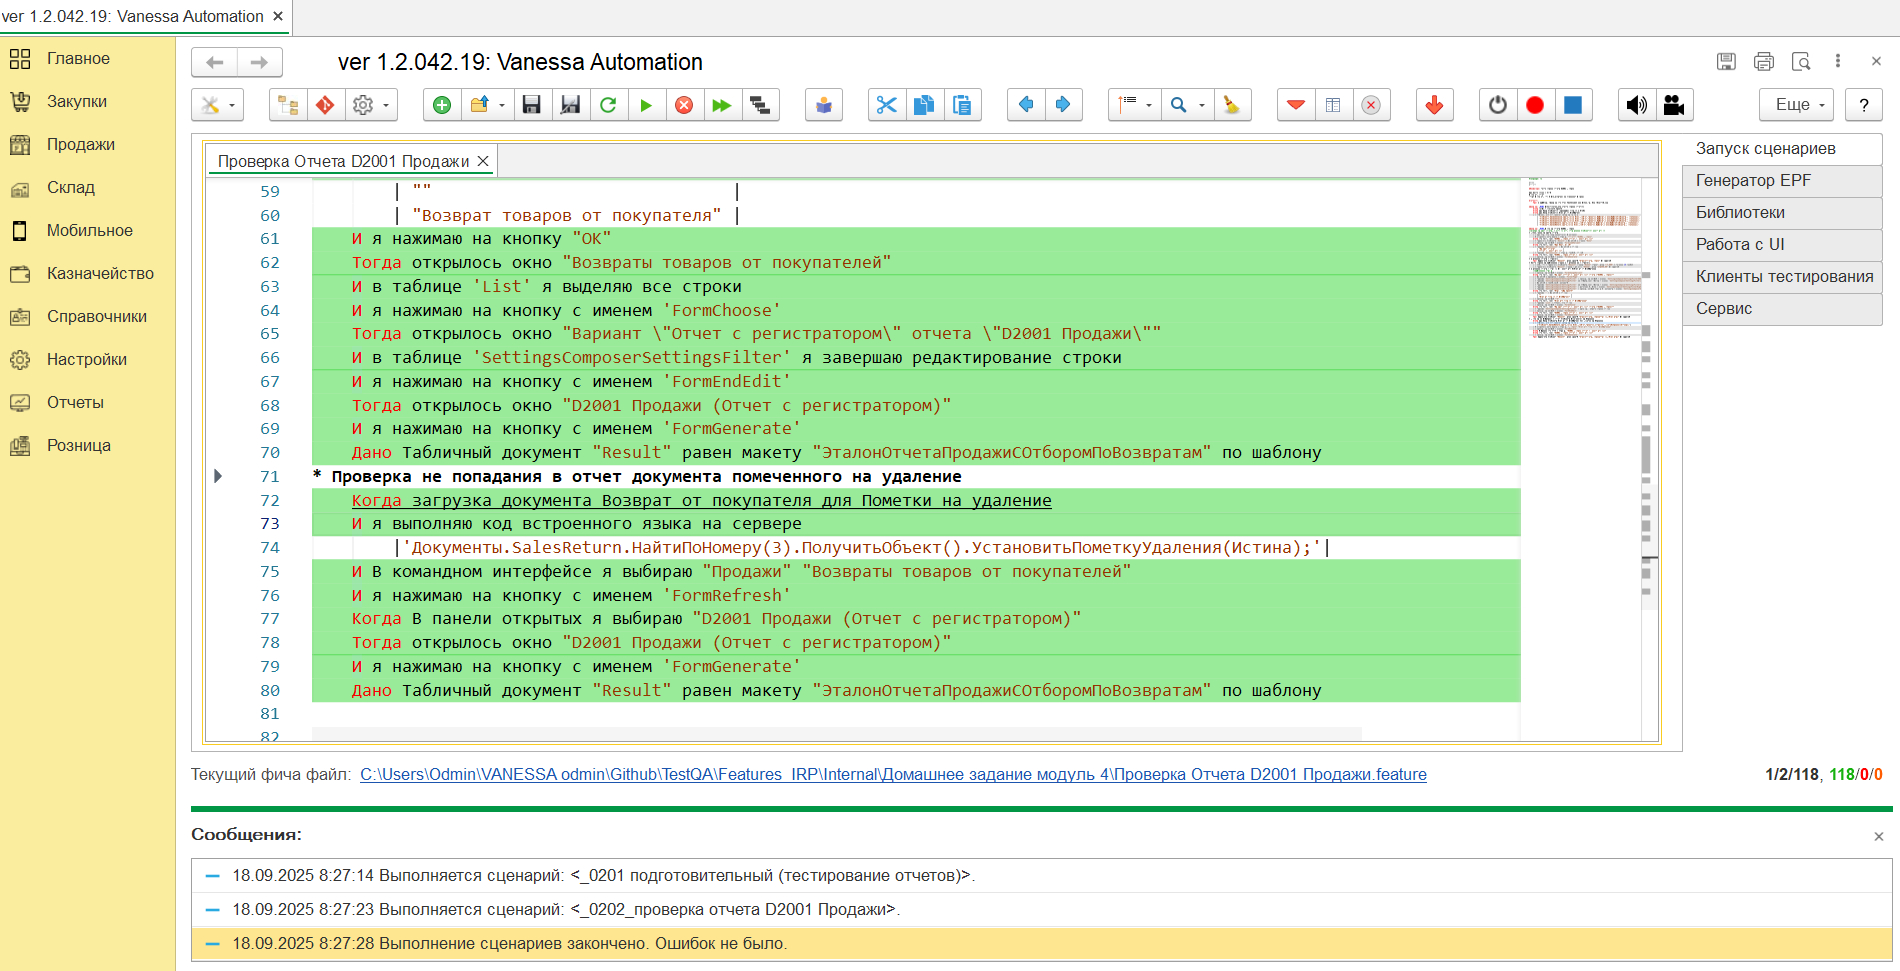 ver 1.2.042.19: Vanessa Automation ×
Главное
Закупки
Продажи
Склад
Мобильное
Казначейство
Справочники
Настройки
Отчеты
Розница
ver 1.2.042.19: Vanessa Automation
Еще
?
Проверка Отчета D2001 Продажи ×
59 | "" |
60 | "Возврат товаров от покупателя" |
61 И я нажимаю на кнопку "OK"
62 Тогда открылось окно "Возвраты товаров от покупателей"
63 И в таблице 'List' я выделяю все строки
64 И я нажимаю на кнопку с именем 'FormChoose'
65 Тогда открылось окно "Вариант \"Отчет с регистратором\" отчета \"D2001 Продажи\""
66 И в таблице 'SettingsComposerSettingsFilter' я завершаю редактирование строки
67 И я нажимаю на кнопку с именем 'FormEndEdit'
68 Тогда открылось окно "D2001 Продажи (Отчет с регистратором)"
69 И я нажимаю на кнопку с именем 'FormGenerate'
70 Дано Табличный документ "Result" равен макету "ЭталонОтчетаПродажиСОтборомПоВозвратам" по шаблону
71 * Проверка не попадания в отчет документа помеченного на удаление
72 Когда загрузка документа Возврат от покупателя для Пометки на удаление
73 И я выполняю код встроенного языка на сервере
74 |'Документы.SalesReturn.НайтиПоНомеру(3).ПолучитьОбъект().УстановитьПометкуУдаления(Истина);'|
75 И В командном интерфейсе я выбираю "Продажи" "Возвраты товаров от покупателей"
76 И я нажимаю на кнопку с именем 'FormRefresh'
77 Когда В панели открытых я выбираю "D2001 Продажи (Отчет с регистратором)"
78 Тогда открылось окно "D2001 Продажи (Отчет с регистратором)"
79 И я нажимаю на кнопку с именем 'FormGenerate'
80 Дано Табличный документ "Result" равен макету "ЭталонОтчетаПродажиСОтборомПоВозвратам" по шаблону
81
82
Запуск сценариев
Генератор EPF
Библиотеки
Работа с UI
Клиенты тестирования
Сервис
Текущий фича файл: C:\Users\Odmin\VANESSA odmin\Github\TestQA\Features_IRP\Internal\Домашнее задание модуль 4\Проверка Отчета D2001 Продажи.feature
1/2/118, 118/0/0
Сообщения:
18.09.2025 8:27:14 Выполняется сценарий: <_0201 подготовительный (тестирование отчетов)>.
18.09.2025 8:27:23 Выполняется сценарий: <_0202_проверка отчета D2001 Продажи>.
18.09.2025 8:27:28 Выполнение сценариев закончено. Ошибок не было.